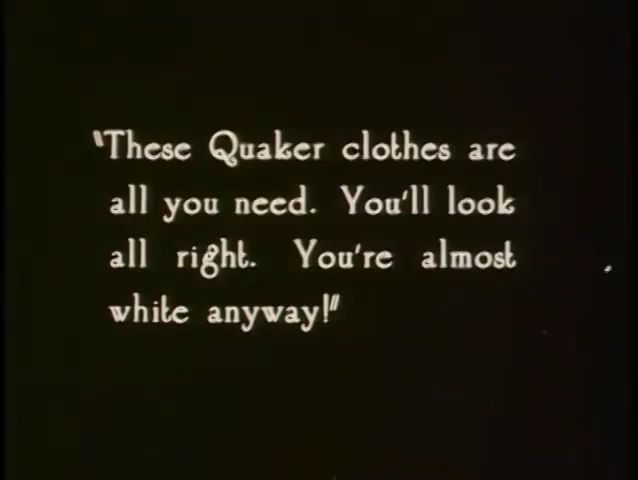 "These Quaker clothes are
all you need. You'll look
all right. You're almost
white anyway!"